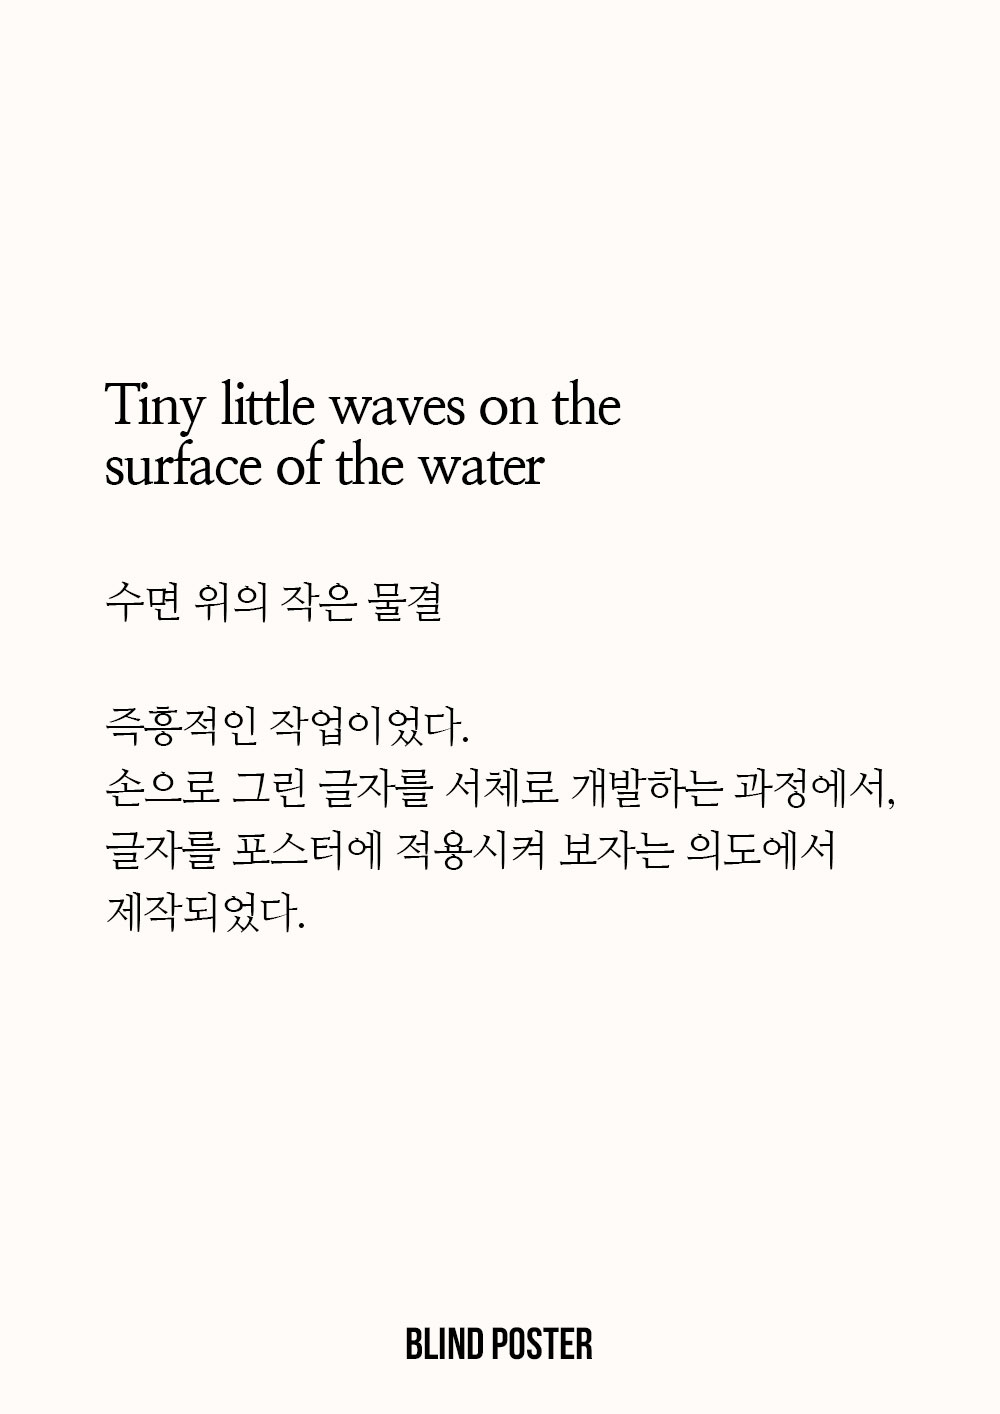 Tiny little waves on the
surface of the water
수면 위의 작은 물결
즉흥적인 작업이었다.
손으로 그린 글자를 서체로 개발하는 과정에서,
글자를 포스터에 적용시켜 보자는 의도에서
제작되었다.
BLIND POSTER